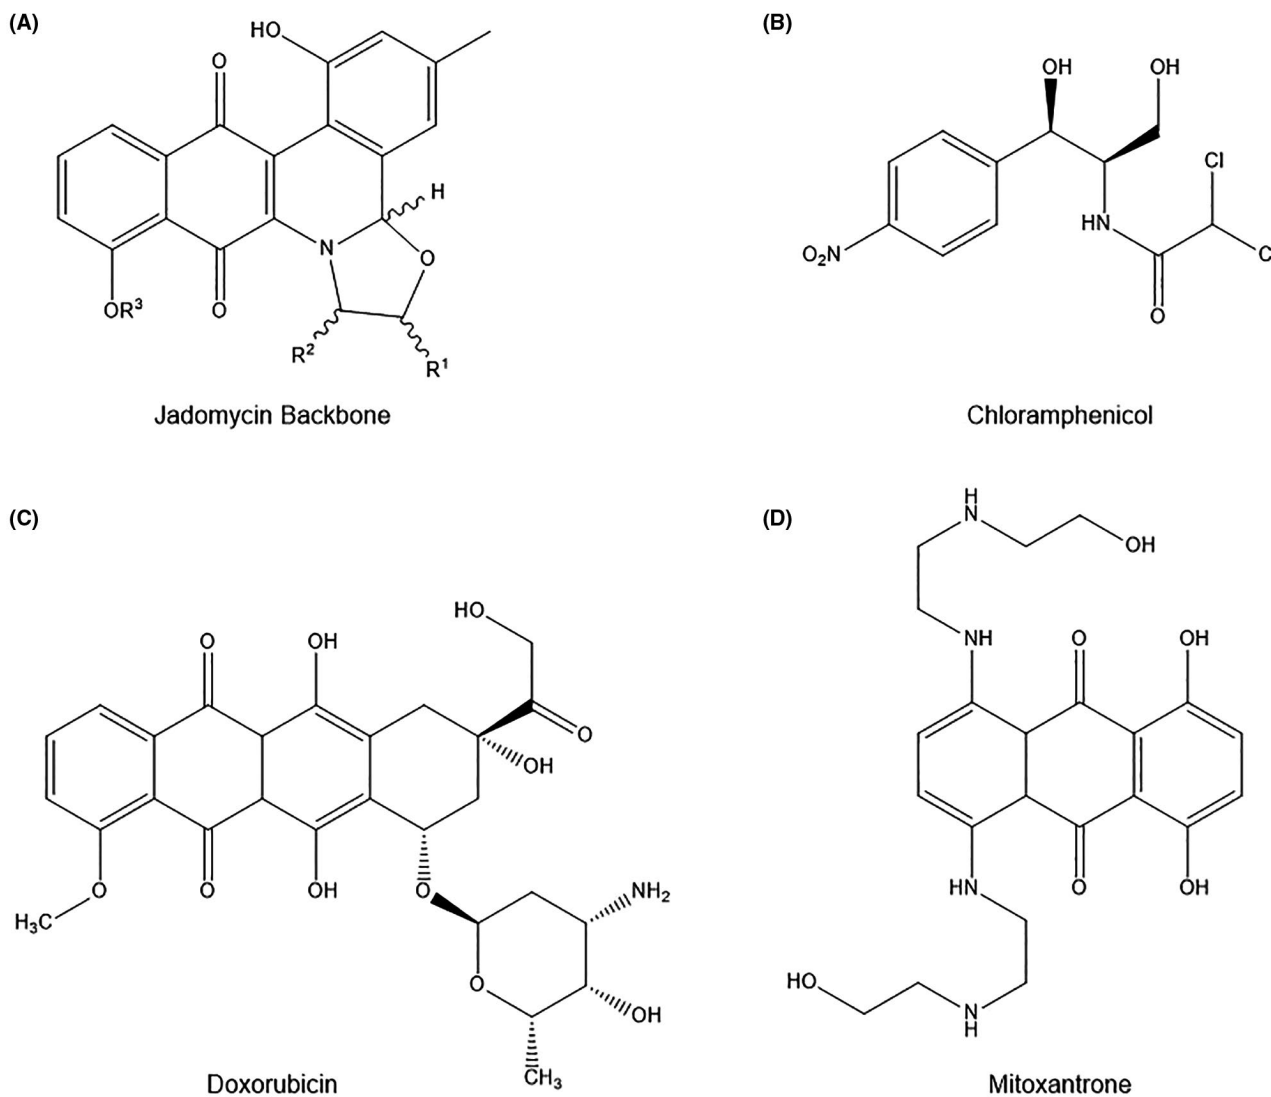 (A)
HO
O
H
N
O
O
OR³
R²
R¹
Jadomycin Backbone
(B)
OH
OH
Cl
HN
O₂N
C
O
Chloramphenicol
(C)
HO
O
OH
O
OH
O
O
OH
O
NH₂
H₃C
O
OH
CH₃
Doxorubicin
(D)
H
N
OH
NH
O
OH
HN
O
OH
HO
N
H
Mitoxantrone